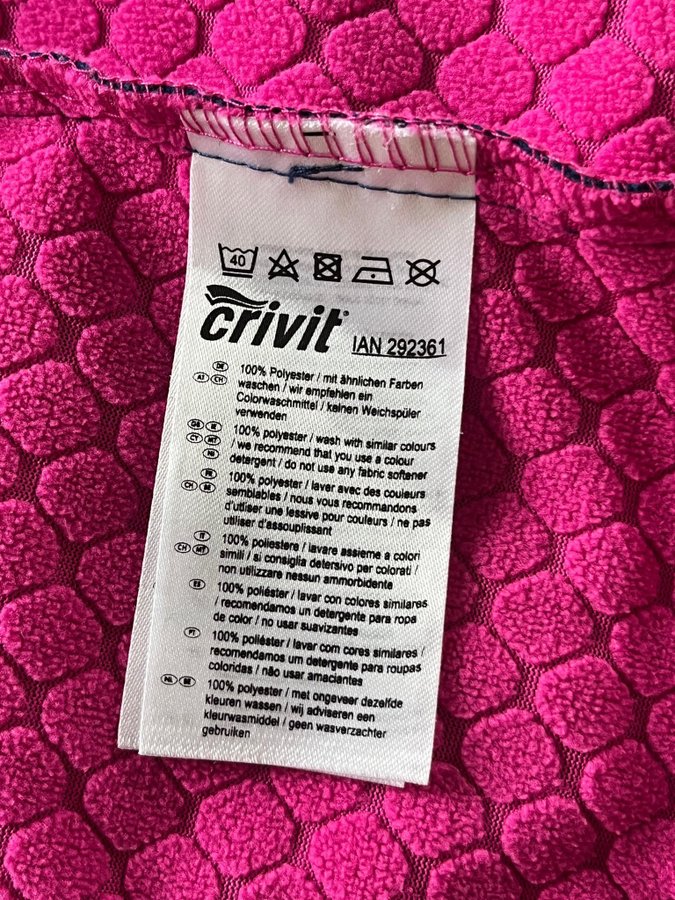 40
crivit IAN 292361
DE AT CH 100% Polyester / mit ähnlichen Farben
waschen / wir empfehlen ein
Colorwaschmittel / keinen Weichspüler
verwenden
GB IE CY MT NB 100% polyester / wash with similar colours
/ we recommend that you use a colour
detergent / do not use any fabric softener
FR CH BE 100% polyester / laver avec des couleurs
semblables / nous vous recommandons
d'utiliser une lessive pour couleurs / ne pas
utiliser d'assouplissant
IT CH MT 100% poliestere / lavare assieme a colori
simili / si consiglia detersivo per colorati /
non utilizzare nessun ammorbidente
ES 100% poliéster / lavar con colores similares
/ recomendamos un detergente para ropa
de color / no usar suavizantes
PT 100% poliéster / lavar com cores similares /
recomendamos um detergente para roupas
coloridas / não usar amaciantes
NL BE 100% polyester / met ongeveer dezelfde
kleuren wassen / wij adviseren een
kleurwasmiddel / geen wasverzachter
gebruiken